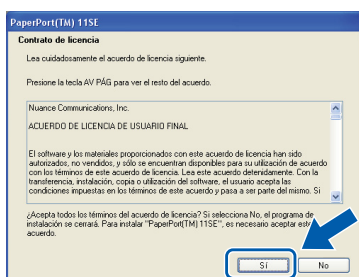 PaperPort(TM) 11SE
Contrato de licencia
Lea cuidadosamente el acuerdo de licencia siguiente.
Presione la tecla AV PÁG para ver el resto del acuerdo.
Nuance Communications, Inc.
ACUERDO DE LICENCIA DE USUARIO FINAL
El software y los materiales proporcionados con este acuerdo de licencia han sido
autorizados, no vendidos, y sólo se encuentran disponibles para su utilización de acuerdo
con los términos de este acuerdo de licencia. Lea este acuerdo detenidamente. Con la
transferencia, instalación, copia o utilización del software, el usuario acepta las
condiciones impuestas en los términos de este acuerdo y pasa a ser parte del mismo. Si
¿Acepta todos los términos del acuerdo de licencia? Si selecciona No, el programa de
instalación se cerrará. Para instalar "PaperPort(TM) 11SE", es necesario aceptar este
acuerdo.
Sí No